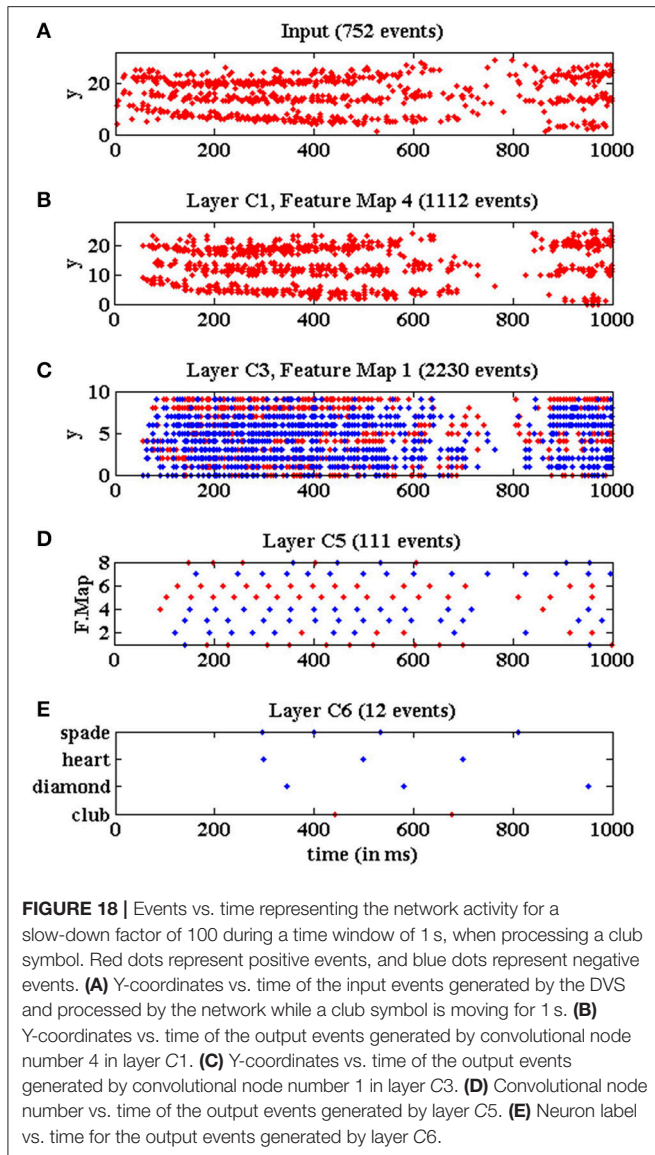 A
Input (752 events)
y
20
0
0 200 400 600 800 1000
B
Layer C1, Feature Map 4 (1112 events)
y
20
10
0
0 200 400 600 800 1000
C
Layer C3, Feature Map 1 (2230 events)
y
10
5
0
0 200 400 600 800 1000
D
Layer C5 (111 events)
F.Map
8
6
4
2
0 200 400 600 800 1000
E
Layer C6 (12 events)
spade
heart
diamond
club
0 200 400 600 800 1000
time (in ms)
FIGURE 18 | Events vs. time representing the network activity for a
slow-down factor of 100 during a time window of 1 s, when processing a club
symbol. Red dots represent positive events, and blue dots represent negative
events. (A) Y-coordinates vs. time of the input events generated by the DVS
and processed by the network while a club symbol is moving for 1 s. (B)
Y-coordinates vs. time of the output events generated by convolutional node
number 4 in layer C1. (C) Y-coordinates vs. time of the output events
generated by convolutional node number 1 in layer C3. (D) Convolutional node
number vs. time of the output events generated by layer C5. (E) Neuron label
vs. time for the output events generated by layer C6.